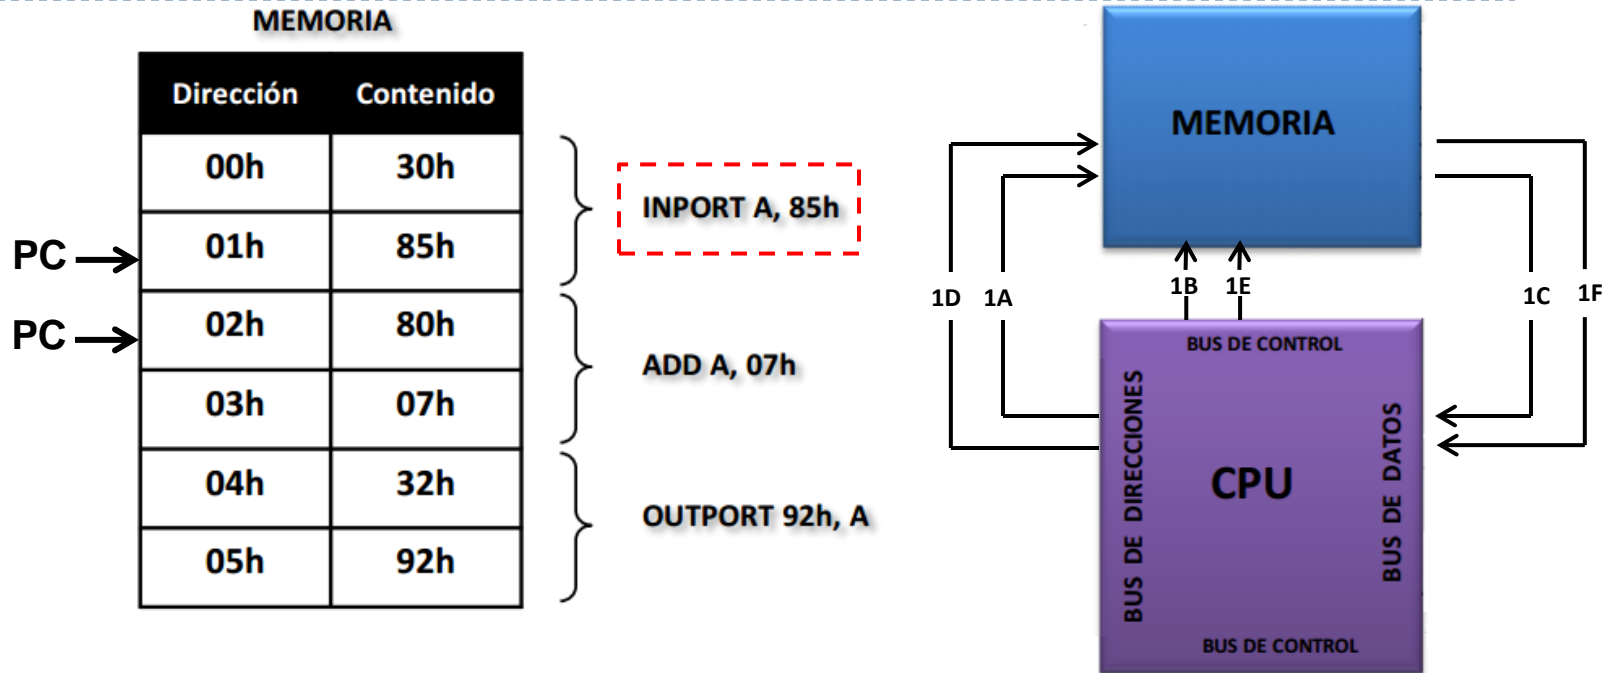 MEMORIA
Dirección Contenido
00h 30h
01h 85h
02h 80h
03h 07h
04h 32h
05h 92h
PC
PC
INPORT A, 85h
ADD A, 07h
OUTPORT 92h, A
MEMORIA
1D 1A 1B 1E 1C 1F
BUS DE CONTROL
BUS DE DIRECCIONES
CPU
BUS DE DATOS
BUS DE CONTROL